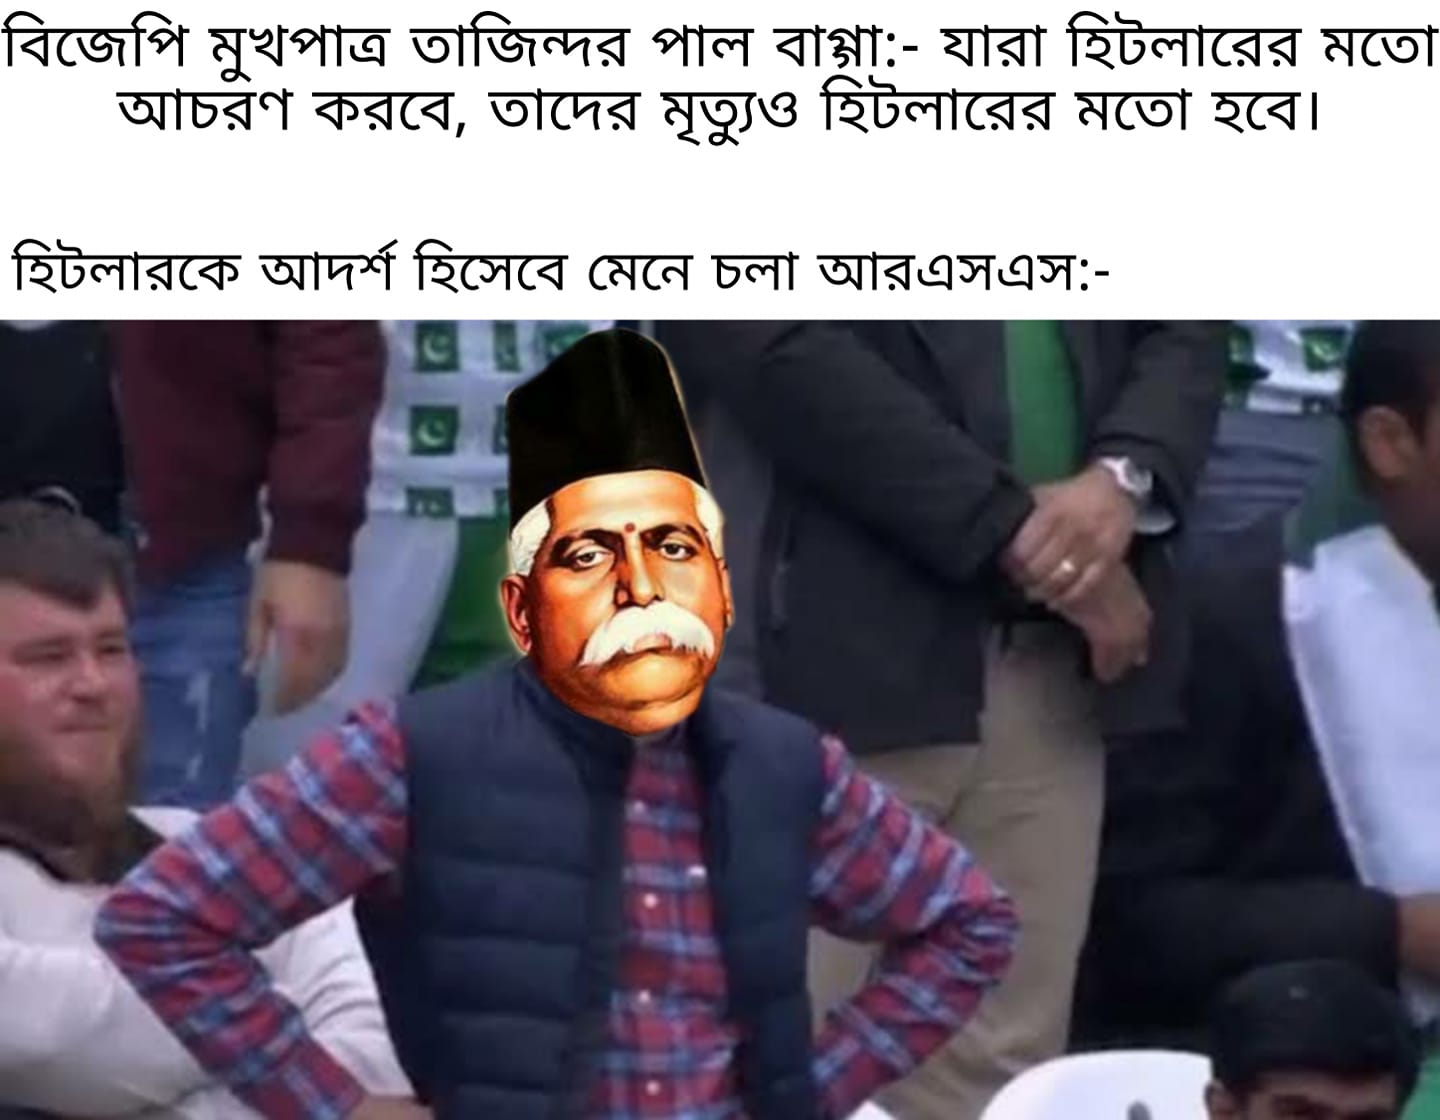 বিজেপি মুখপাত্র তাজিন্দর পাল বাগ্গা:- যারা হিটলারের মতো
আচরণ করবে, তাদের মৃত্যুও হিটলারের মতো হবে।
হিটলারকে আদর্শ হিসেবে মেনে চলা আরএসএস:-